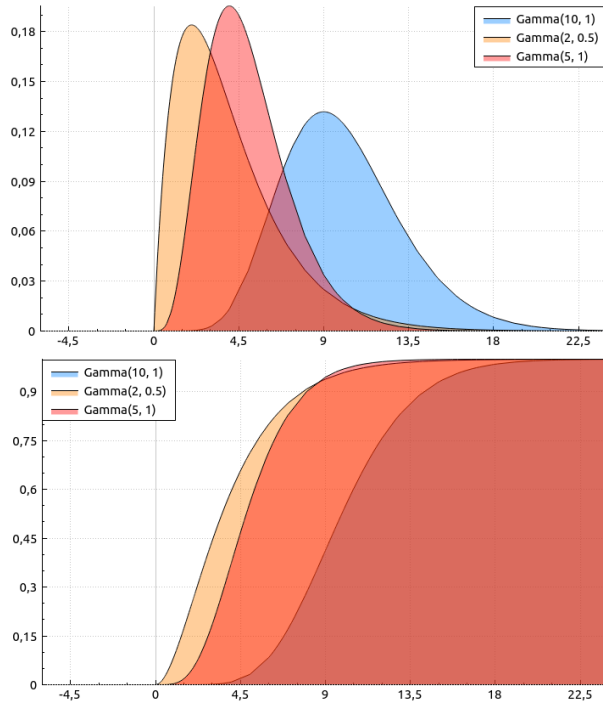 0,18
0,15
0,12
0,09
0,06
0,03
0
-4,5 0 4,5 9 13,5 18 22,5
Gamma(10, 1)
Gamma(2, 0.5)
Gamma(5, 1)
Gamma(10, 1)
Gamma(2, 0.5)
Gamma(5, 1)
0,9
0,75
0,6
0,45
0,3
0,15
0
-4,5 0 4,5 9 13,5 18 22,5